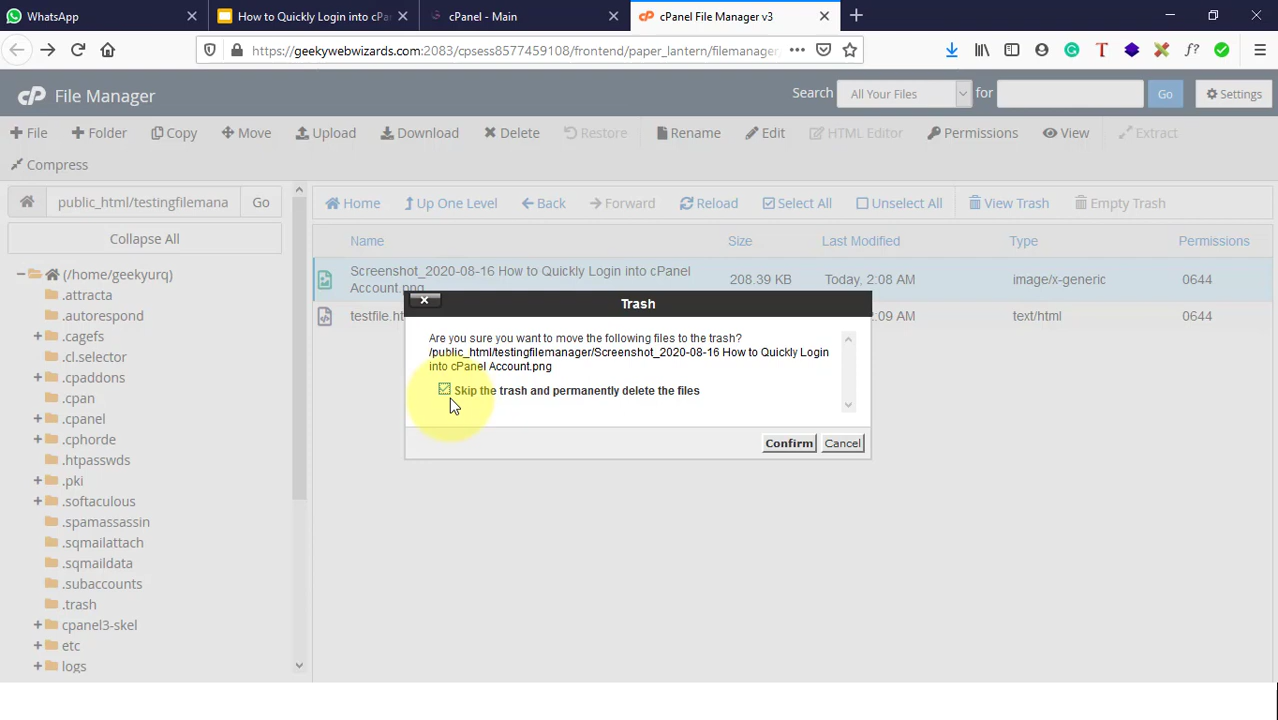 WhatsApp
How to Quickly Login into cPa
cPanel - Main
cPanel File Manager v3
https://geekywebwizards.com:2083/cpsess8577459108/frontend/paper_lantern/filemanager
cP File Manager
Search All Your Files for Go Settings
File Folder Copy Move Upload Download Delete Restore Rename Edit HTML Editor Permissions View Extract
Compress
public_html/testingfilemana Go
Home Up One Level Back Forward Reload Select All Unselect All View Trash Empty Trash
Collapse All
Name Size Last Modified Type Permissions
Screenshot_2020-08-16 How to Quickly Login into cPanel
Account.png 208.39 KB Today, 2:08 AM image/x-generic 0644
testfile.ht :09 AM text/html 0644
(/home/geekyurq)
.attracta
.autorespond
.cagefs
.cl.selector
.cpaddons
.cpan
.cpanel
.cphorde
.htpasswds
.pki
.softaculous
.spamassassin
.sqmailattach
.sqmaildata
.subaccounts
.trash
cpanel3-skel
etc
logs
Trash
Are you sure you want to move the following files to the trash?
/public_html/testingfilemanager/Screenshot_2020-08-16 How to Quickly Login
into cPanel Account.png
Skip the trash and permanently delete the files
Confirm Cancel